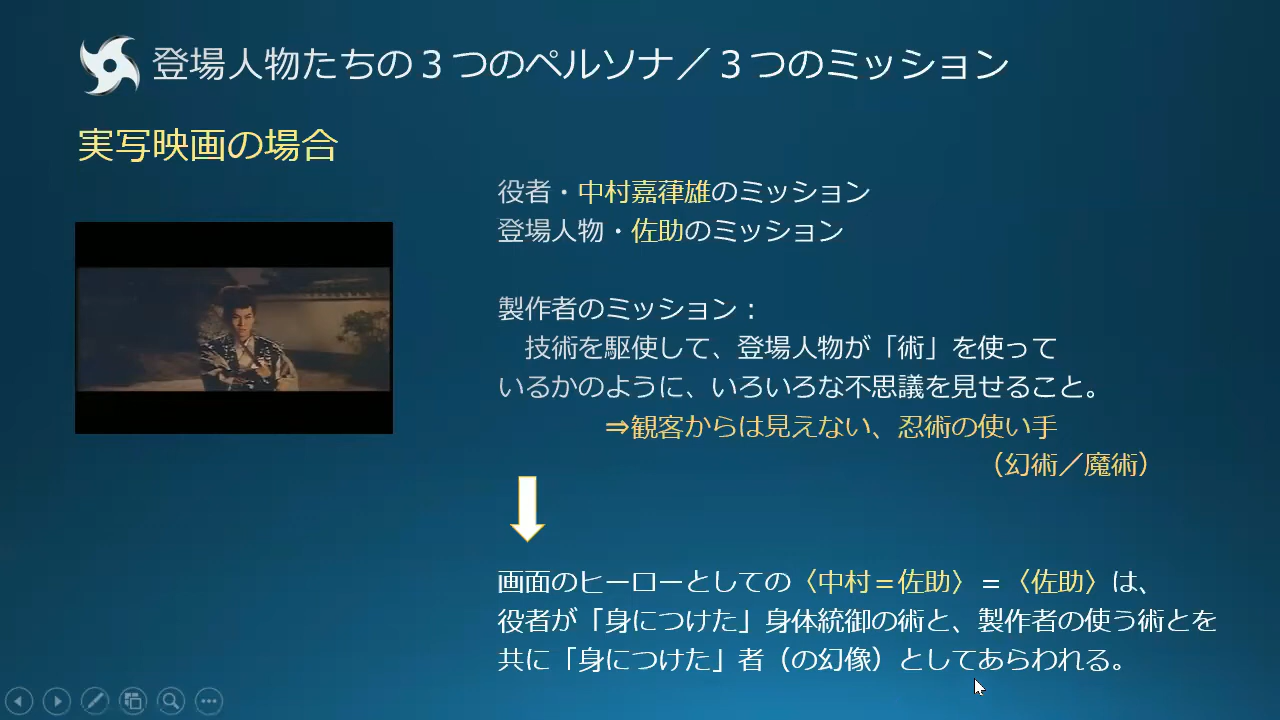 登場人物たちの３つのペルソナ／３つのミッション
実写映画の場合
役者・中村嘉葎雄のミッション
登場人物・佐助のミッション
製作者のミッション：
技術を駆使して、登場人物が「術」を使って
いるかのように、いろいろな不思議を見せること。
⇒観客からは見えない、忍術の使い手
（幻術／魔術）
画面のヒーローとしての〈中村＝佐助〉＝〈佐助〉は、
役者が「身につけた」身体統御の術と、製作者の使う術とを
共に「身につけた」者（の幻像）としてあらわれる。